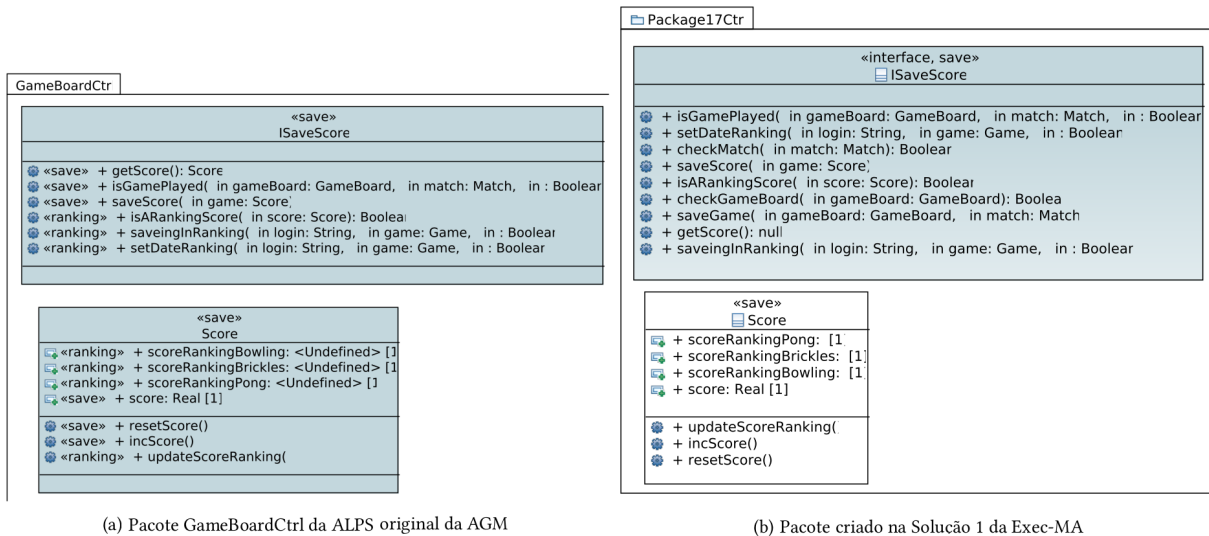 GameBoardCtr
«save»
ISaveScore
«save» + getScore(): Score
«save» + isGamePlayed( in gameBoard: GameBoard, in match: Match, in : Boolear
«save» + saveScore( in game: Score)
«ranking» + isARankingScore( in score: Score): Boolea
«ranking» + saveingInRanking( in login: String, in game: Game, in : Boolear
«ranking» + setDateRanking( in login: String, in game: Game, in : Boolear
«save»
Score
«ranking» + scoreRankingBowling: <Undefined> [1
«ranking» + scoreRankingBrickles: <Undefined> [1
«ranking» + scoreRankingPong: <Undefined> [1
«save» + score: Real [1]
«save» + resetScore()
«save» + incScore()
«ranking» + updateScoreRanking(
(a) Pacote GameBoardCtrl da ALPS original da AGM
Package17Ctr
«interface, save»
ISaveScore
+ isGamePlayed( in gameBoard: GameBoard, in match: Match, in : Boolear
+ setDateRanking( in login: String, in game: Game, in : Boolear
+ checkMatch( in match: Match): Boolear
+ saveScore( in game: Score)
+ isARankingScore( in score: Score): Boolear
+ checkGameBoard( in gameBoard: GameBoard): Boolea
+ saveGame( in gameBoard: GameBoard, in match: Match
+ getScore(): null
+ saveingInRanking( in login: String, in game: Game, in : Boolear
«save»
Score
+ scoreRankingPong: [1]
+ scoreRankingBrickles: [1]
+ scoreRankingBowling: [1]
+ score: Real [1]
+ updateScoreRanking(
+ incScore()
+ resetScore()
(b) Pacote criado na Solução 1 da Exec-MA